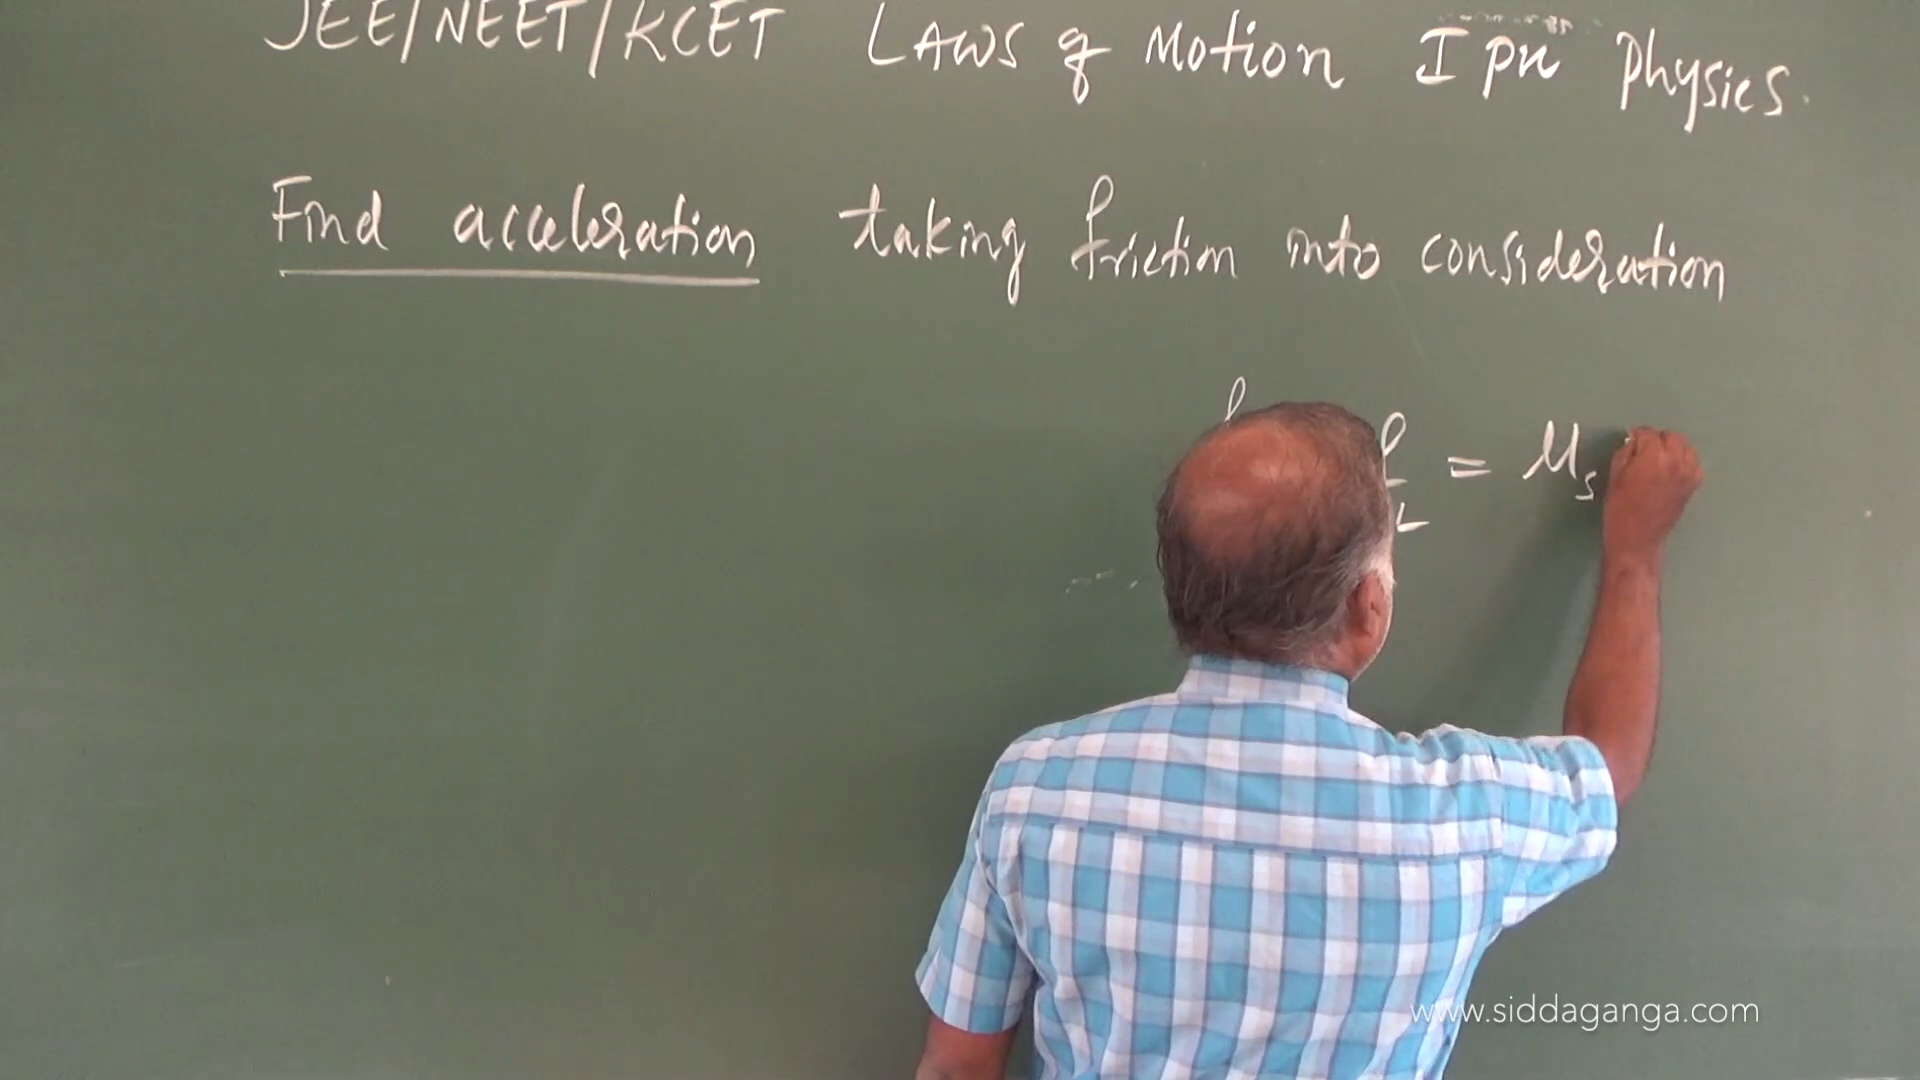 JEE/NEET/KCET LAWS of MOTION I PU Physics.
Find acceleration taking friction into consideration
f = μs
L
www.siddaganga.com